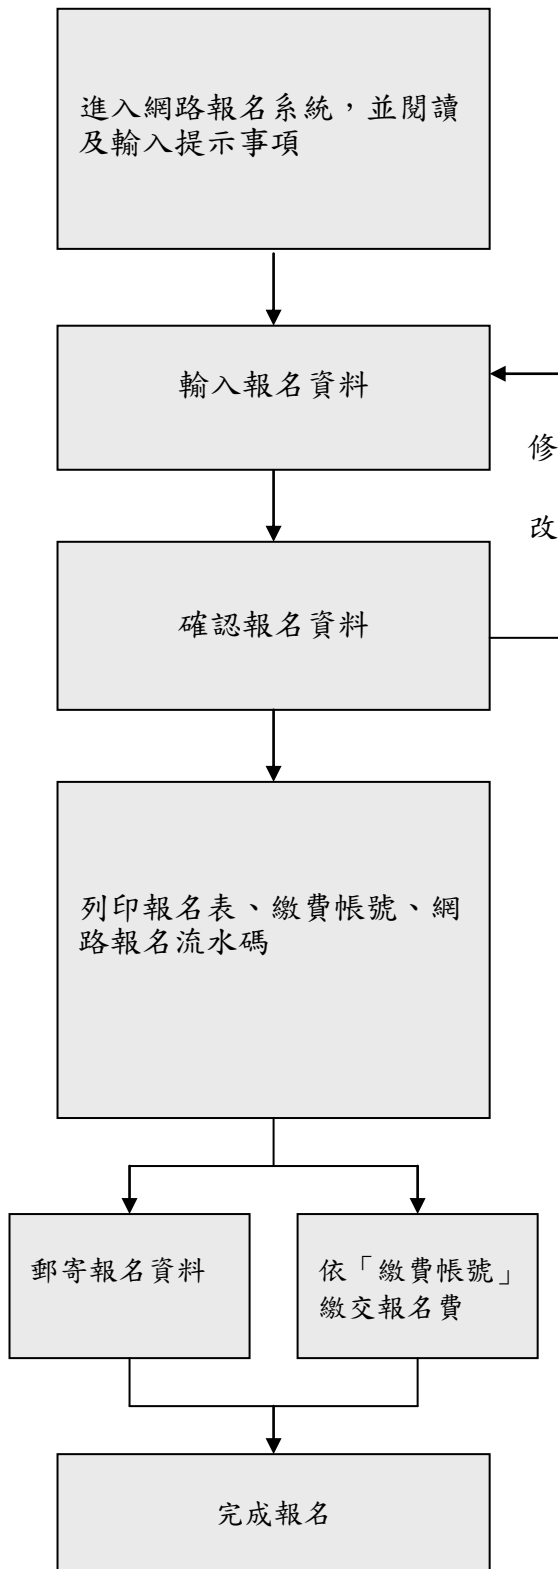 進入網路報名系統，並閱讀
及輸入提示事項
輸入報名資料
修
改
確認報名資料
列印報名表、繳費帳號、網
路報名流水碼
郵寄報名資料
依「繳費帳號」
繳交報名費
完成報名